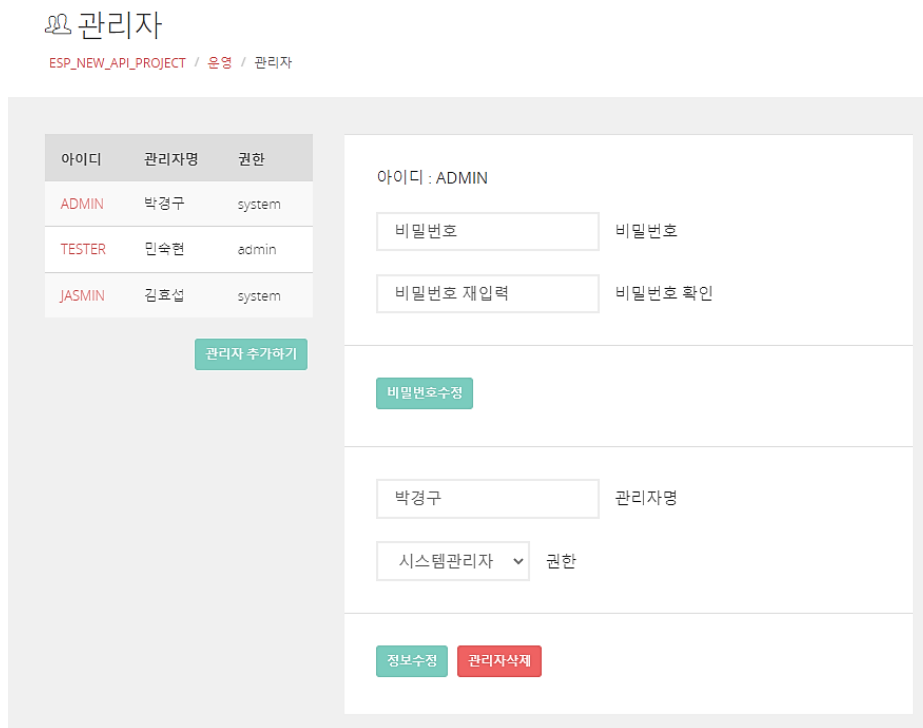 관리자
ESP_NEW_API_PROJECT / 운영 / 관리자
아이디 관리자명 권한
ADMIN 박경구 system
TESTER 민숙현 admin
JASMIN 김효섭 system
관리자 추가하기
아이디 : ADMIN
비밀번호 비밀번호
비밀번호 재입력 비밀번호 확인
비밀번호수정
박경구 관리자명
시스템관리자 권한
정보수정 관리자삭제